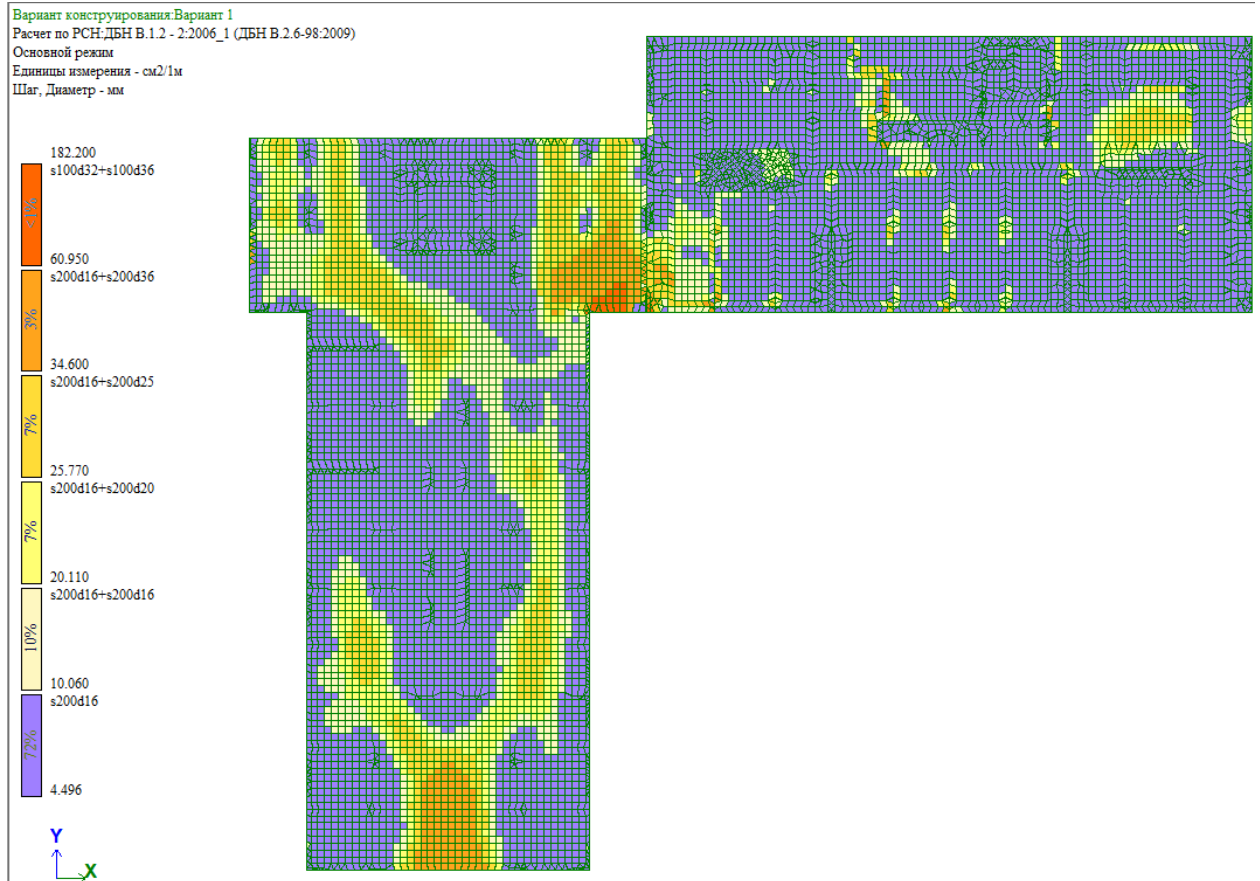 Вариант конструирования:Вариант 1
Расчет по РСН:ДБН В.1.2 - 2:2006_1 (ДБН В.2.6-98:2009)
Основной режим
Единицы измерения - см2/1м
Шаг, Диаметр - мм
182.200
s100d32+s100d36
<1%
60.950
s200d16+s200d36
3%
34.600
s200d16+s200d25
7%
25.770
s200d16+s200d20
7%
20.110
s200d16+s200d16
10%
10.060
s200d16
72%
4.496
Y
X